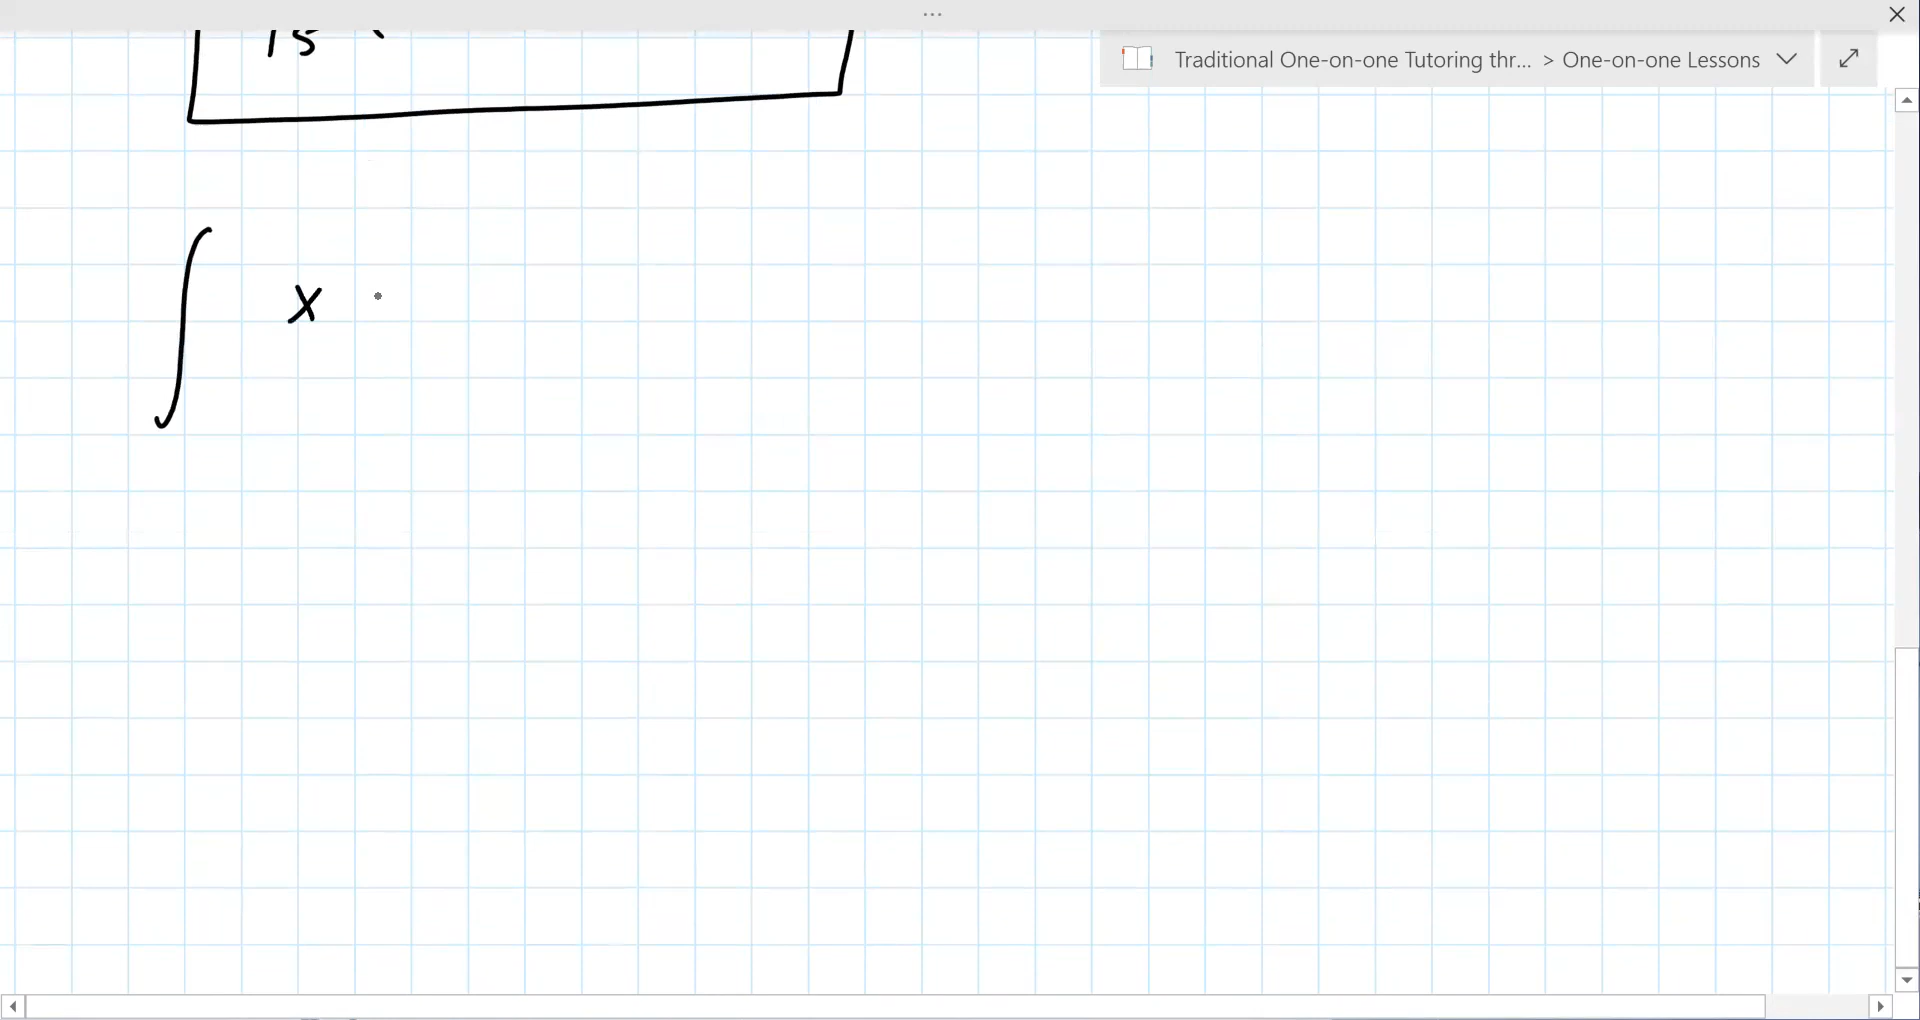 ...
Traditional One-on-one Tutoring thr... > One-on-one Lessons
∫ x